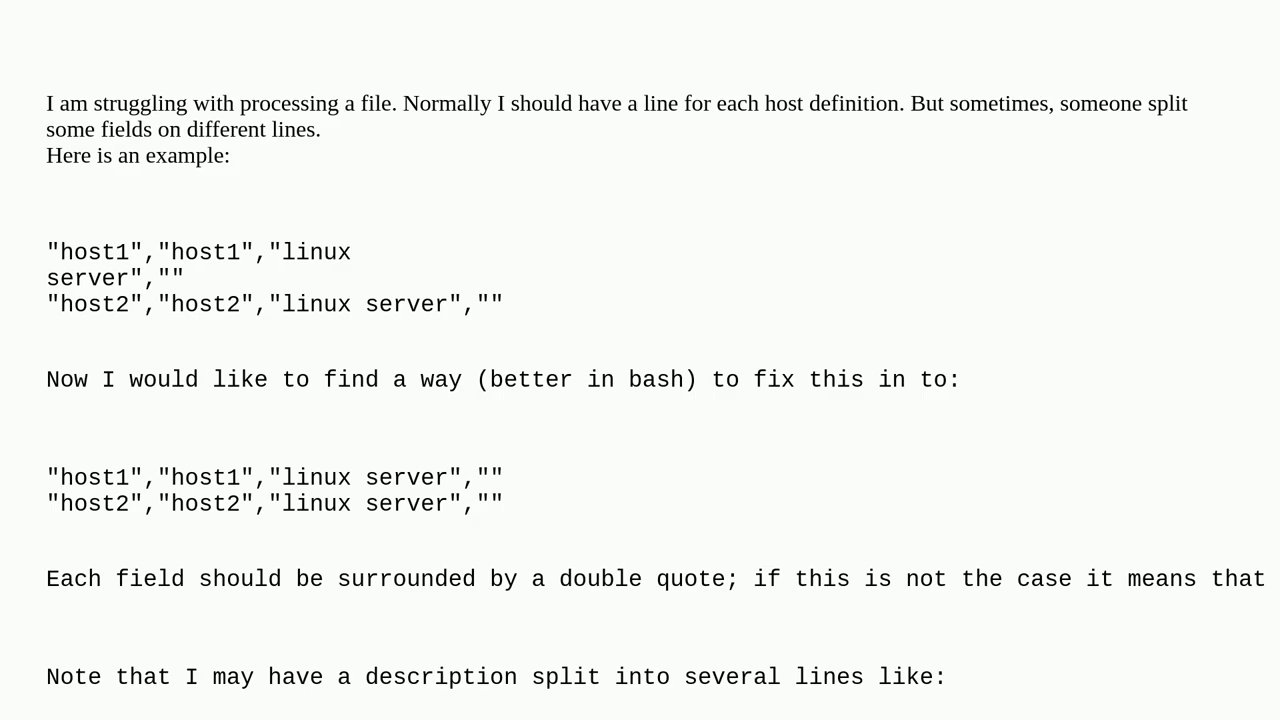 I am struggling with processing a file. Normally I should have a line for each host definition. But sometimes, someone split
some fields on different lines.
Here is an example:
"host1","host1","linux
server",""
"host2","host2","linux server",""
Now I would like to find a way (better in bash) to fix this in to:
"host1","host1","linux server",""
"host2","host2","linux server",""
Each field should be surrounded by a double quote; if this is not the case it means that
Note that I may have a description split into several lines like: